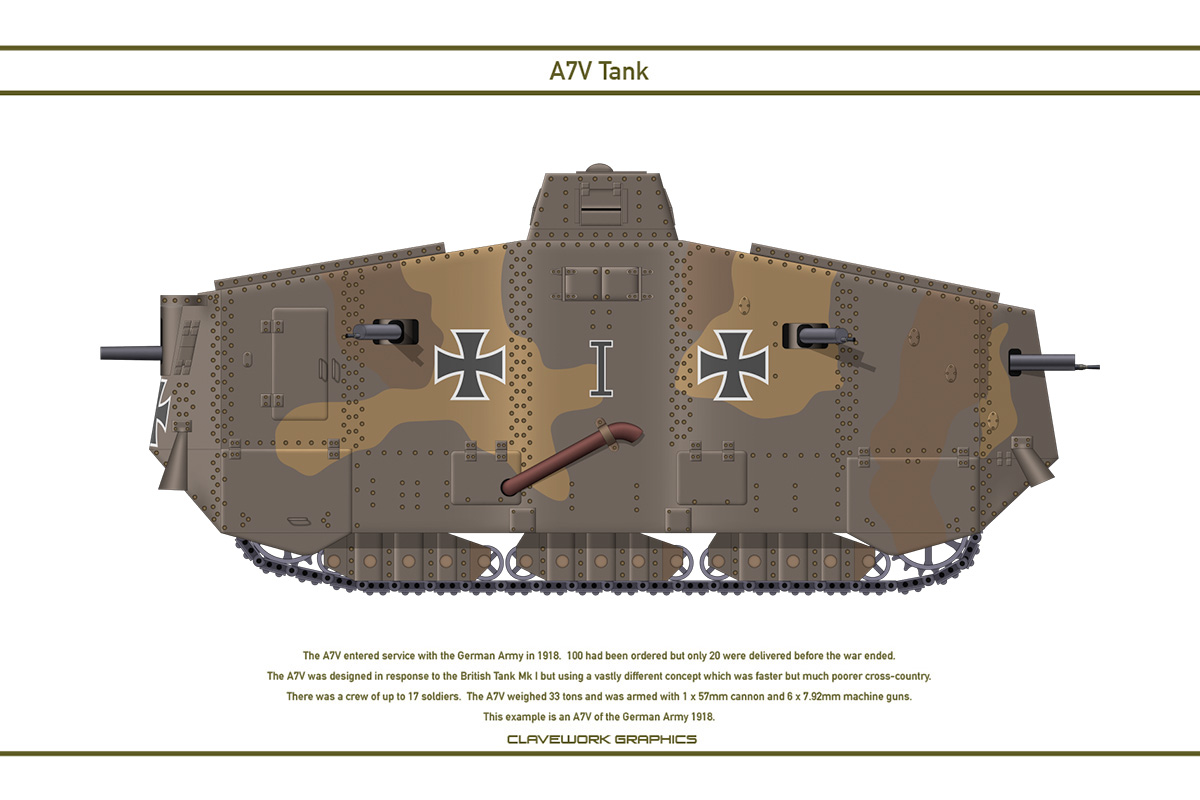 A7V Tank
I
The A7V entered service with the German Army in 1918. 100 had been ordered but only 20 were delivered before the war ended.
The A7V was designed in response to the British Tank Mk I but using a vastly different concept which was faster but much poorer cross-country.
There was a crew of up to 17 soldiers. The A7V weighed 33 tons and was armed with 1 x 57mm cannon and 6 x 7.92mm machine guns.
This example is an A7V of the German Army 1918.
CLAVEWORK GRAPHICS